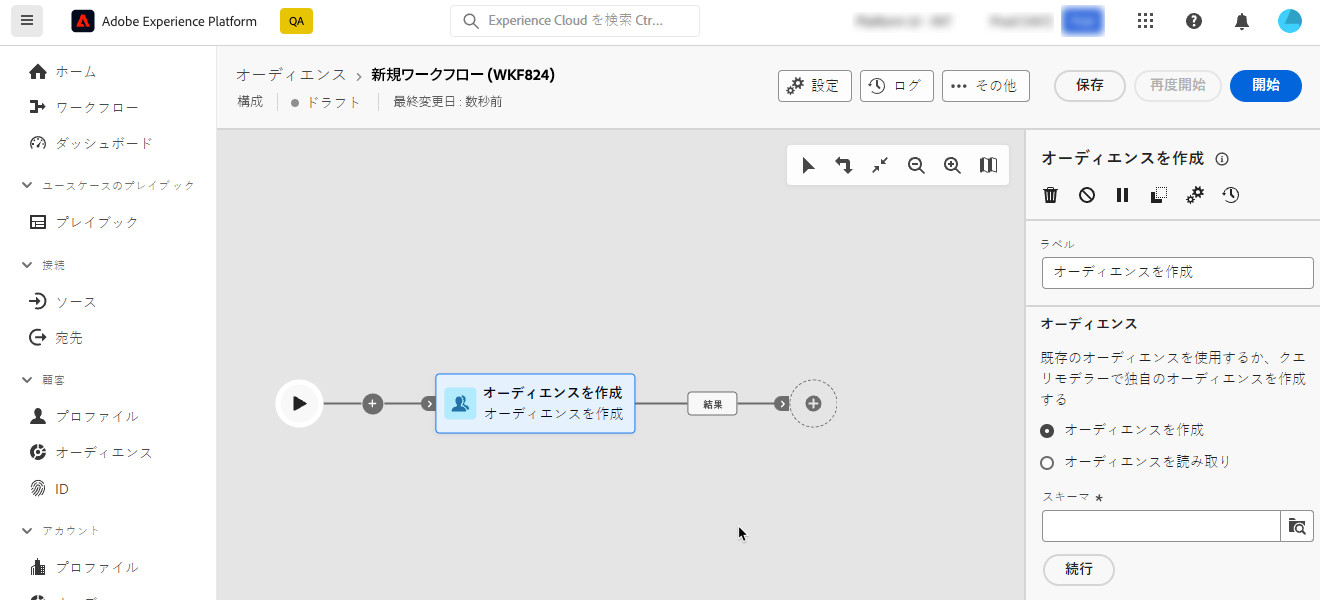 Adobe Experience Platform
QA
Experience Cloud を検索 Ctr...
ホーム
ワークフロー
ダッシュボード
ユースケースのプレイブック
プレイブック
接続
ソース
宛先
顧客
プロファイル
オーディエンス
ID
アカウント
プロファイル
オーディエンス › 新規ワークフロー (WKF824)
構成
ドラフト
最終変更日 : 数秒前
設定
ログ
その他
保存
再度開始
開始
オーディエンスを作成
オーディエンスを作成
結果
オーディエンスを作成
ラベル
オーディエンスを作成
オーディエンス
既存のオーディエンスを使用するか、クエ
リモデラーで独自のオーディエンスを作成
する
オーディエンスを作成
オーディエンスを読み取り
スキーマ *
続行